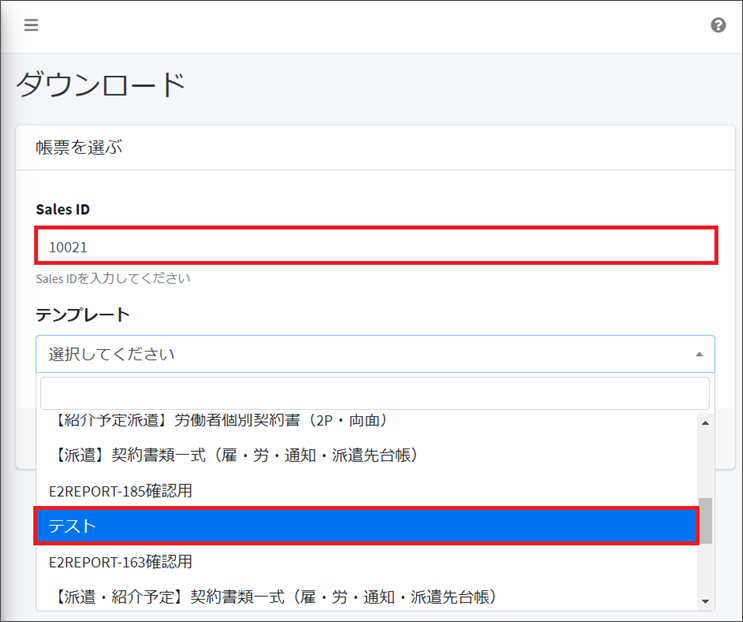 ダウンロード
帳票を選ぶ
Sales ID
10021
Sales IDを入力してください
テンプレート
選択してください
【紹介予定派遣】労働者個別契約書（2P・両面）
【派遣】契約書類一式（雇・労・通知・派遣先台帳）
E2REPORT-185確認用
テスト
E2REPORT-163確認用
【派遣・紹介予定】契約書類一式（雇・労・通知・派遣先台帳）